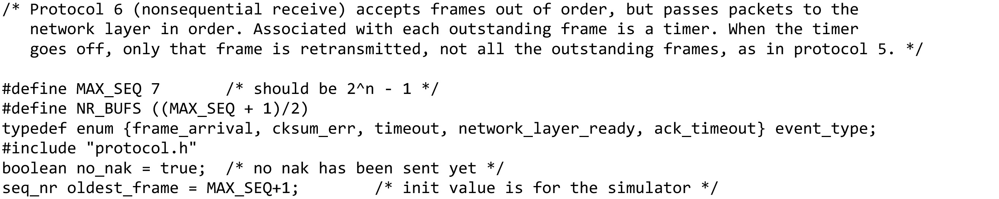 /* Protocol 6 (nonsequential receive) accepts frames out of order, but passes packets to the
   network layer in order. Associated with each outstanding frame is a timer. When the timer
   goes off, only that frame is retransmitted, not all the outstanding frames, as in protocol 5. */

#define MAX_SEQ 7       /* should be 2^n - 1 */
#define NR_BUFS ((MAX_SEQ + 1)/2)
typedef enum {frame_arrival, cksum_err, timeout, network_layer_ready, ack_timeout} event_type;
#include "protocol.h"
boolean no_nak = true;  /* no nak has been sent yet */
seq_nr oldest_frame = MAX_SEQ+1;        /* init value is for the simulator */